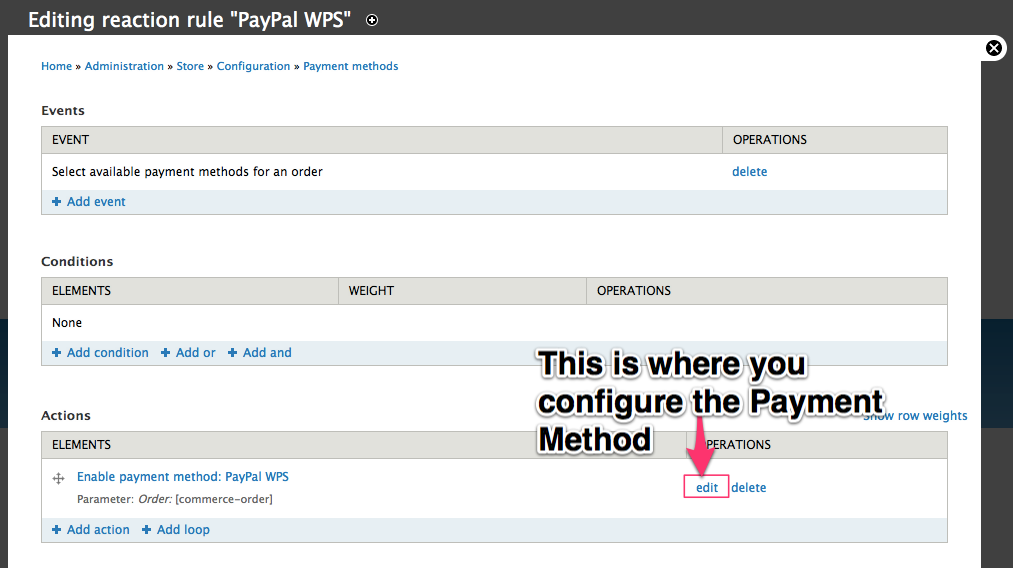 Editing reaction rule "PayPal WPS"
Home » Administration » Store » Configuration » Payment methods
Events
EVENT OPERATIONS
Select available payment methods for an order delete
Add event
Conditions
ELEMENTS WEIGHT OPERATIONS
None
Add condition Add or Add and
This is where you
configure the Payment
Method
Actions Show row weights
ELEMENTS OPERATIONS
Enable payment method: PayPal WPS
edit delete
Parameter: Order: [commerce-order]
Add action Add loop